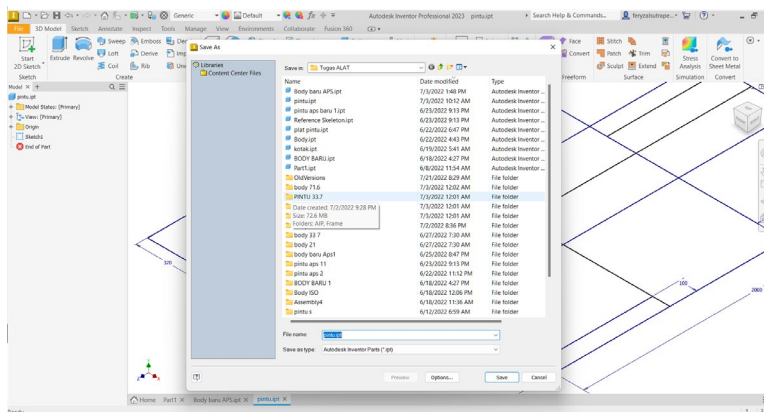 Generic
Default
Autodesk Inventor Professional 2023 pintu.ipt
Search Help & Commands...
File 3D Model Sketch Annotate Inspect Tools Manage View Environments Collaborate Fusion 360
Start 2D Sketch
Extrude
Revolve
Sweep
Loft
Coil
Emboss
Derive
Rib
Face
Convert
Stitch
Patch
Trim
Sculpt
Extend
Stress Analysis
Convert to Sheet Metal
Sketch
Create
Freeform
Surface
Simulation
Convert
Model × +
pintu.ipt
Model States: [Primary]
View: [Primary]
Origin
Sketch1
End of Part
Save As
Libraries
Content Center Files
Save in: Tugas ALAT
Name Date modified Type
Body baru APS.ipt 7/3/2022 1:48 PM Autodesk Inventor ...
pintu.ipt 7/3/2022 10:12 AM Autodesk Inventor ...
pintu aps baru 1.ipt 6/23/2022 9:13 PM Autodesk Inventor ...
Reference Skeleton.ipt 6/23/2022 9:13 PM Autodesk Inventor ...
plat pintu.ipt 6/22/2022 6:47 PM Autodesk Inventor ...
Body.ipt 6/22/2022 4:43 PM Autodesk Inventor ...
kotak.ipt 6/19/2022 5:41 AM Autodesk Inventor ...
BODY BARU.ipt 6/18/2022 4:27 PM Autodesk Inventor ...
Part1.ipt 6/8/2022 11:54 AM Autodesk Inventor ...
OldVersions 7/21/2022 8:29 AM File folder
body 71.6 7/3/2022 12:02 AM File folder
PINTU 33.7 7/3/2022 12:01 AM File folder
Date created: 7/2/2022 9:28 PM
Size: 72.6 MB
Folders: AIP, Frame
7/3/2022 12:01 AM File folder
7/3/2022 12:01 AM File folder
7/2/2022 8:36 PM File folder
body 33 7 6/27/2022 7:30 AM File folder
body 21 6/27/2022 7:30 AM File folder
body baru Aps1 6/25/2022 8:47 PM File folder
pintu aps 11 6/23/2022 9:13 PM File folder
pintu aps 2 6/22/2022 11:12 PM File folder
BODY BARU 1 6/18/2022 4:27 PM File folder
Body ISO 6/18/2022 12:06 PM File folder
Assembly4 6/18/2022 11:36 AM File folder
pintu s 6/12/2022 6:59 AM File folder
File name: pintu.ipt
Save as type: Autodesk Inventor Parts (*.ipt)
Preview Options... Save Cancel
320
100
2000
Home Part1 × Body baru APS.ipt × pintu.ipt ×